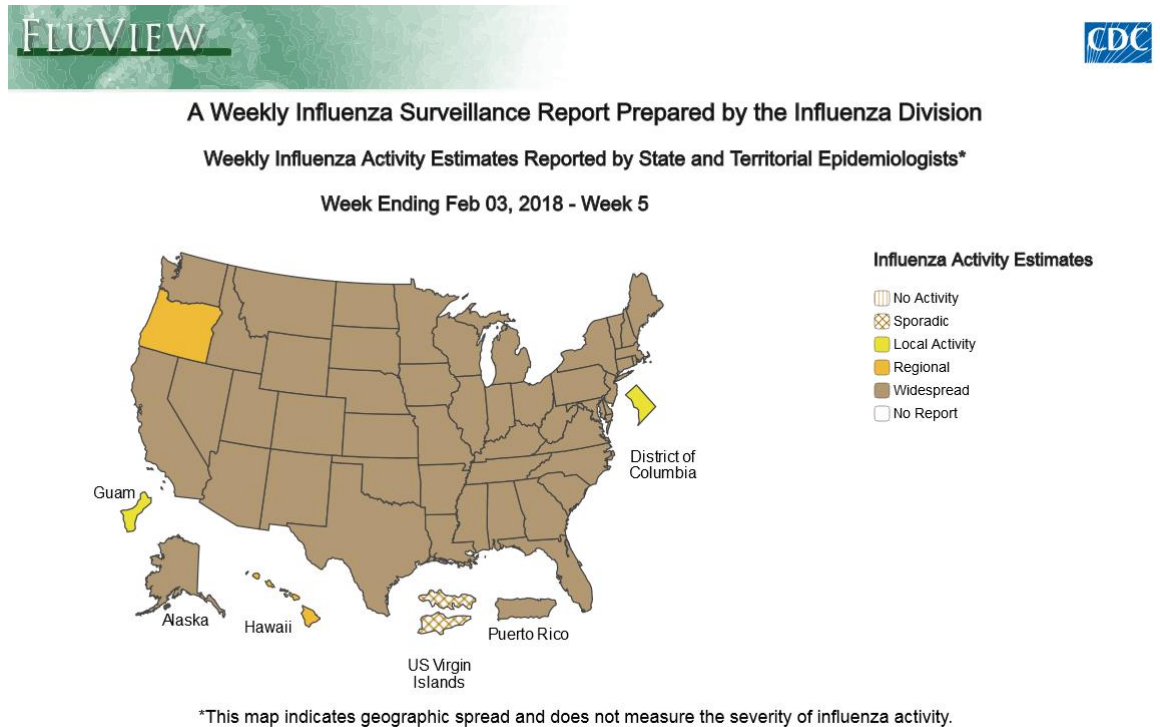 FLUVIEW
CDC
A Weekly Influenza Surveillance Report Prepared by the Influenza Division
Weekly Influenza Activity Estimates Reported by State and Territorial Epidemiologists*
Week Ending Feb 03, 2018 - Week 5
Influenza Activity Estimates
No Activity
Sporadic
Local Activity
Regional
Widespread
No Report
District of
Columbia
Guam
Alaska
Hawaii
Puerto Rico
US Virgin
Islands
*This map indicates geographic spread and does not measure the severity of influenza activity.